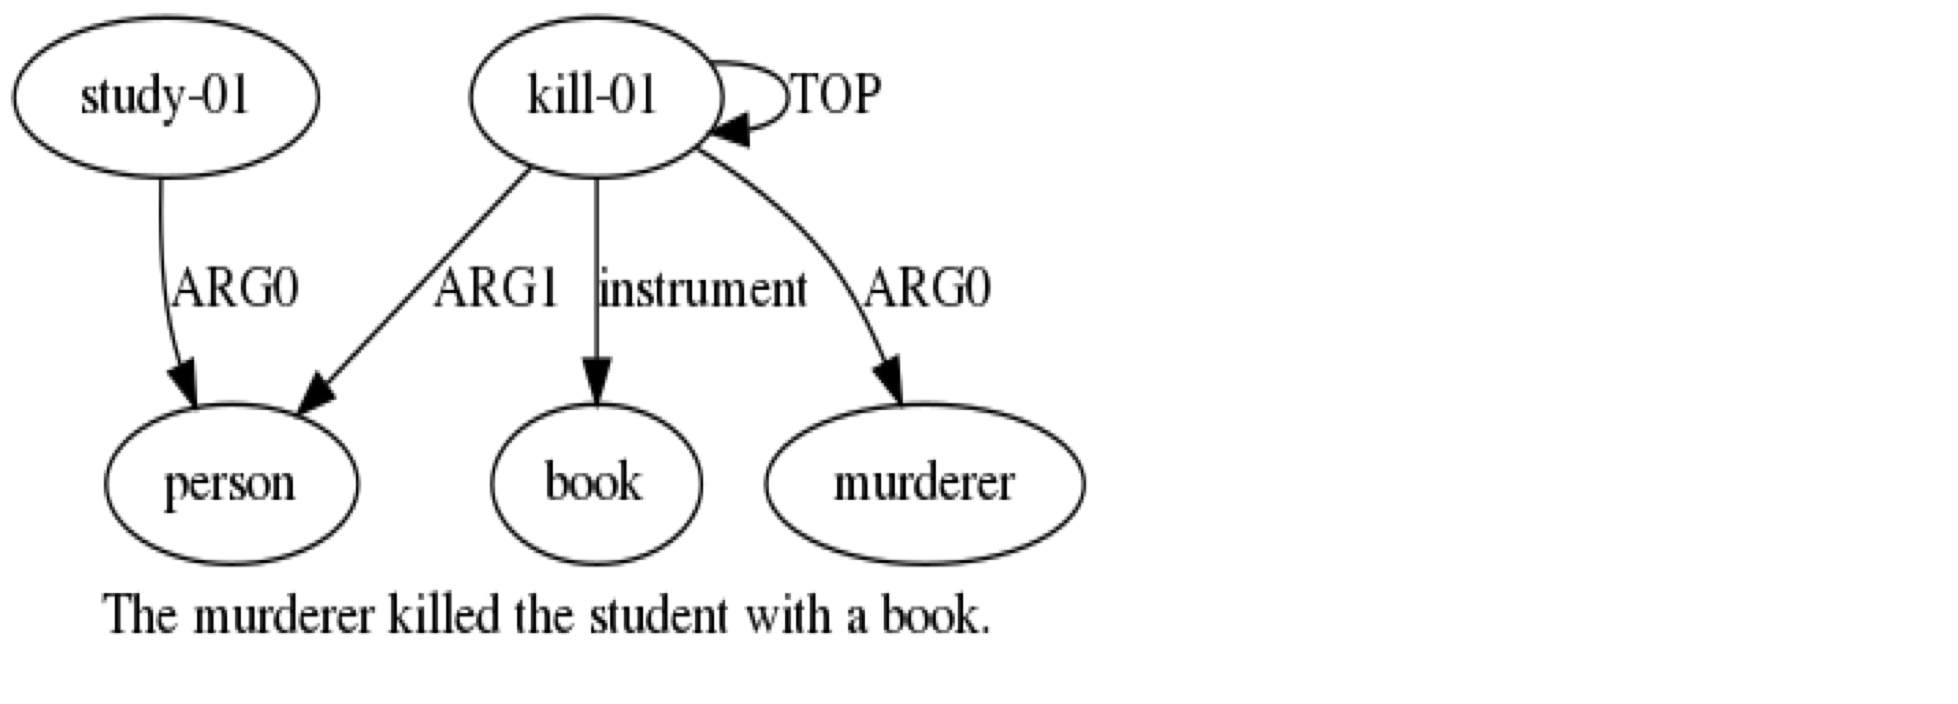 study-01 kill-01 TOP
ARG0 ARG1 instrument ARG0
person book murderer
The murderer killed the student with a book.